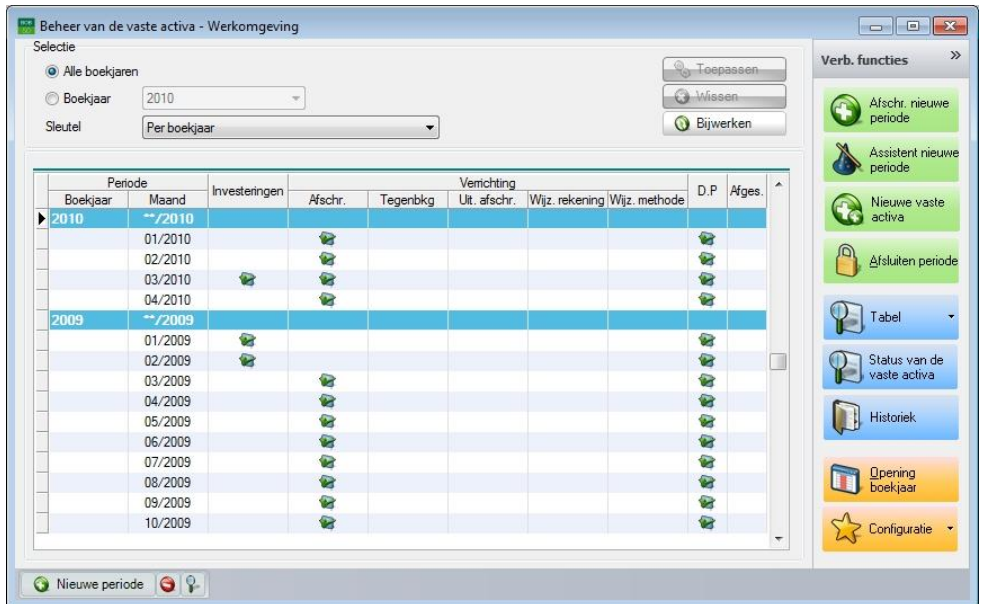 Beheer van de vaste activa - Werkomgeving
Selectie
Alle boekjaren
Boekjaar 2010
Sleutel Per boekjaar
Toepassen
Wissen
Bijwerken
Periode Investeringen Verrichting D.P Afges.
Boekjaar Maand Afschr. Tegenbkg Uit. afschr. Wijz. rekening Wijz. methode
2010 **/2010
01/2010
02/2010
03/2010
04/2010
2009 **/2009
01/2009
02/2009
03/2009
04/2009
05/2009
06/2009
07/2009
08/2009
09/2009
10/2009
Nieuwe periode
Verb. functies »
Afschr. nieuwe
periode
Assistent nieuwe
periode
Nieuwe vaste
activa
Afsluiten periode
Tabel
Status van de
vaste activa
Historiek
Opening
boekjaar
Configuratie